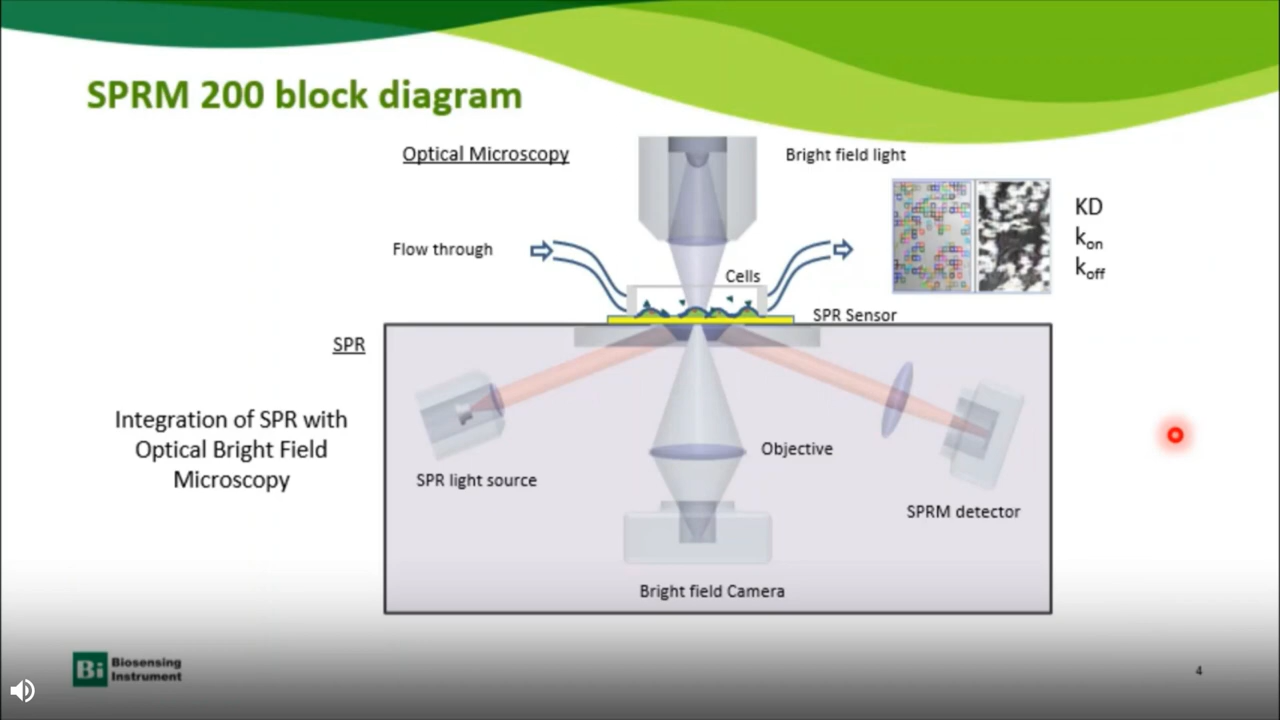 SPRM 200 block diagram
Optical Microscopy
Bright field light
KD
kon
koff
Flow through
Cells
SPR Sensor
SPR
Integration of SPR with
Optical Bright Field
Microscopy
Objective
SPR light source
SPRM detector
Bright field Camera
Bi
Biosensing
Instrument
4